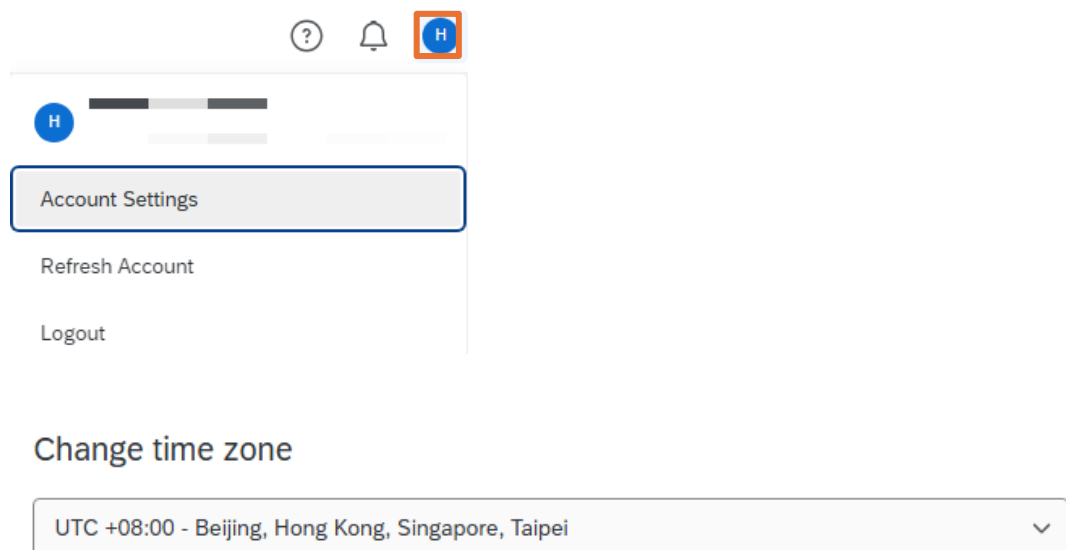 ?
H
H
Account Settings
Refresh Account
Logout
Change time zone
UTC +08:00 - Beijing, Hong Kong, Singapore, Taipei